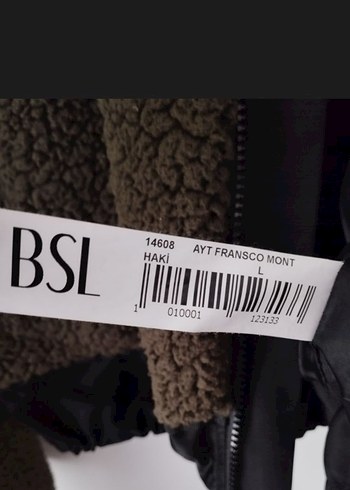 BSL
14608 AYT FRANSCO MONT
HAKİ L
1 010001 123133